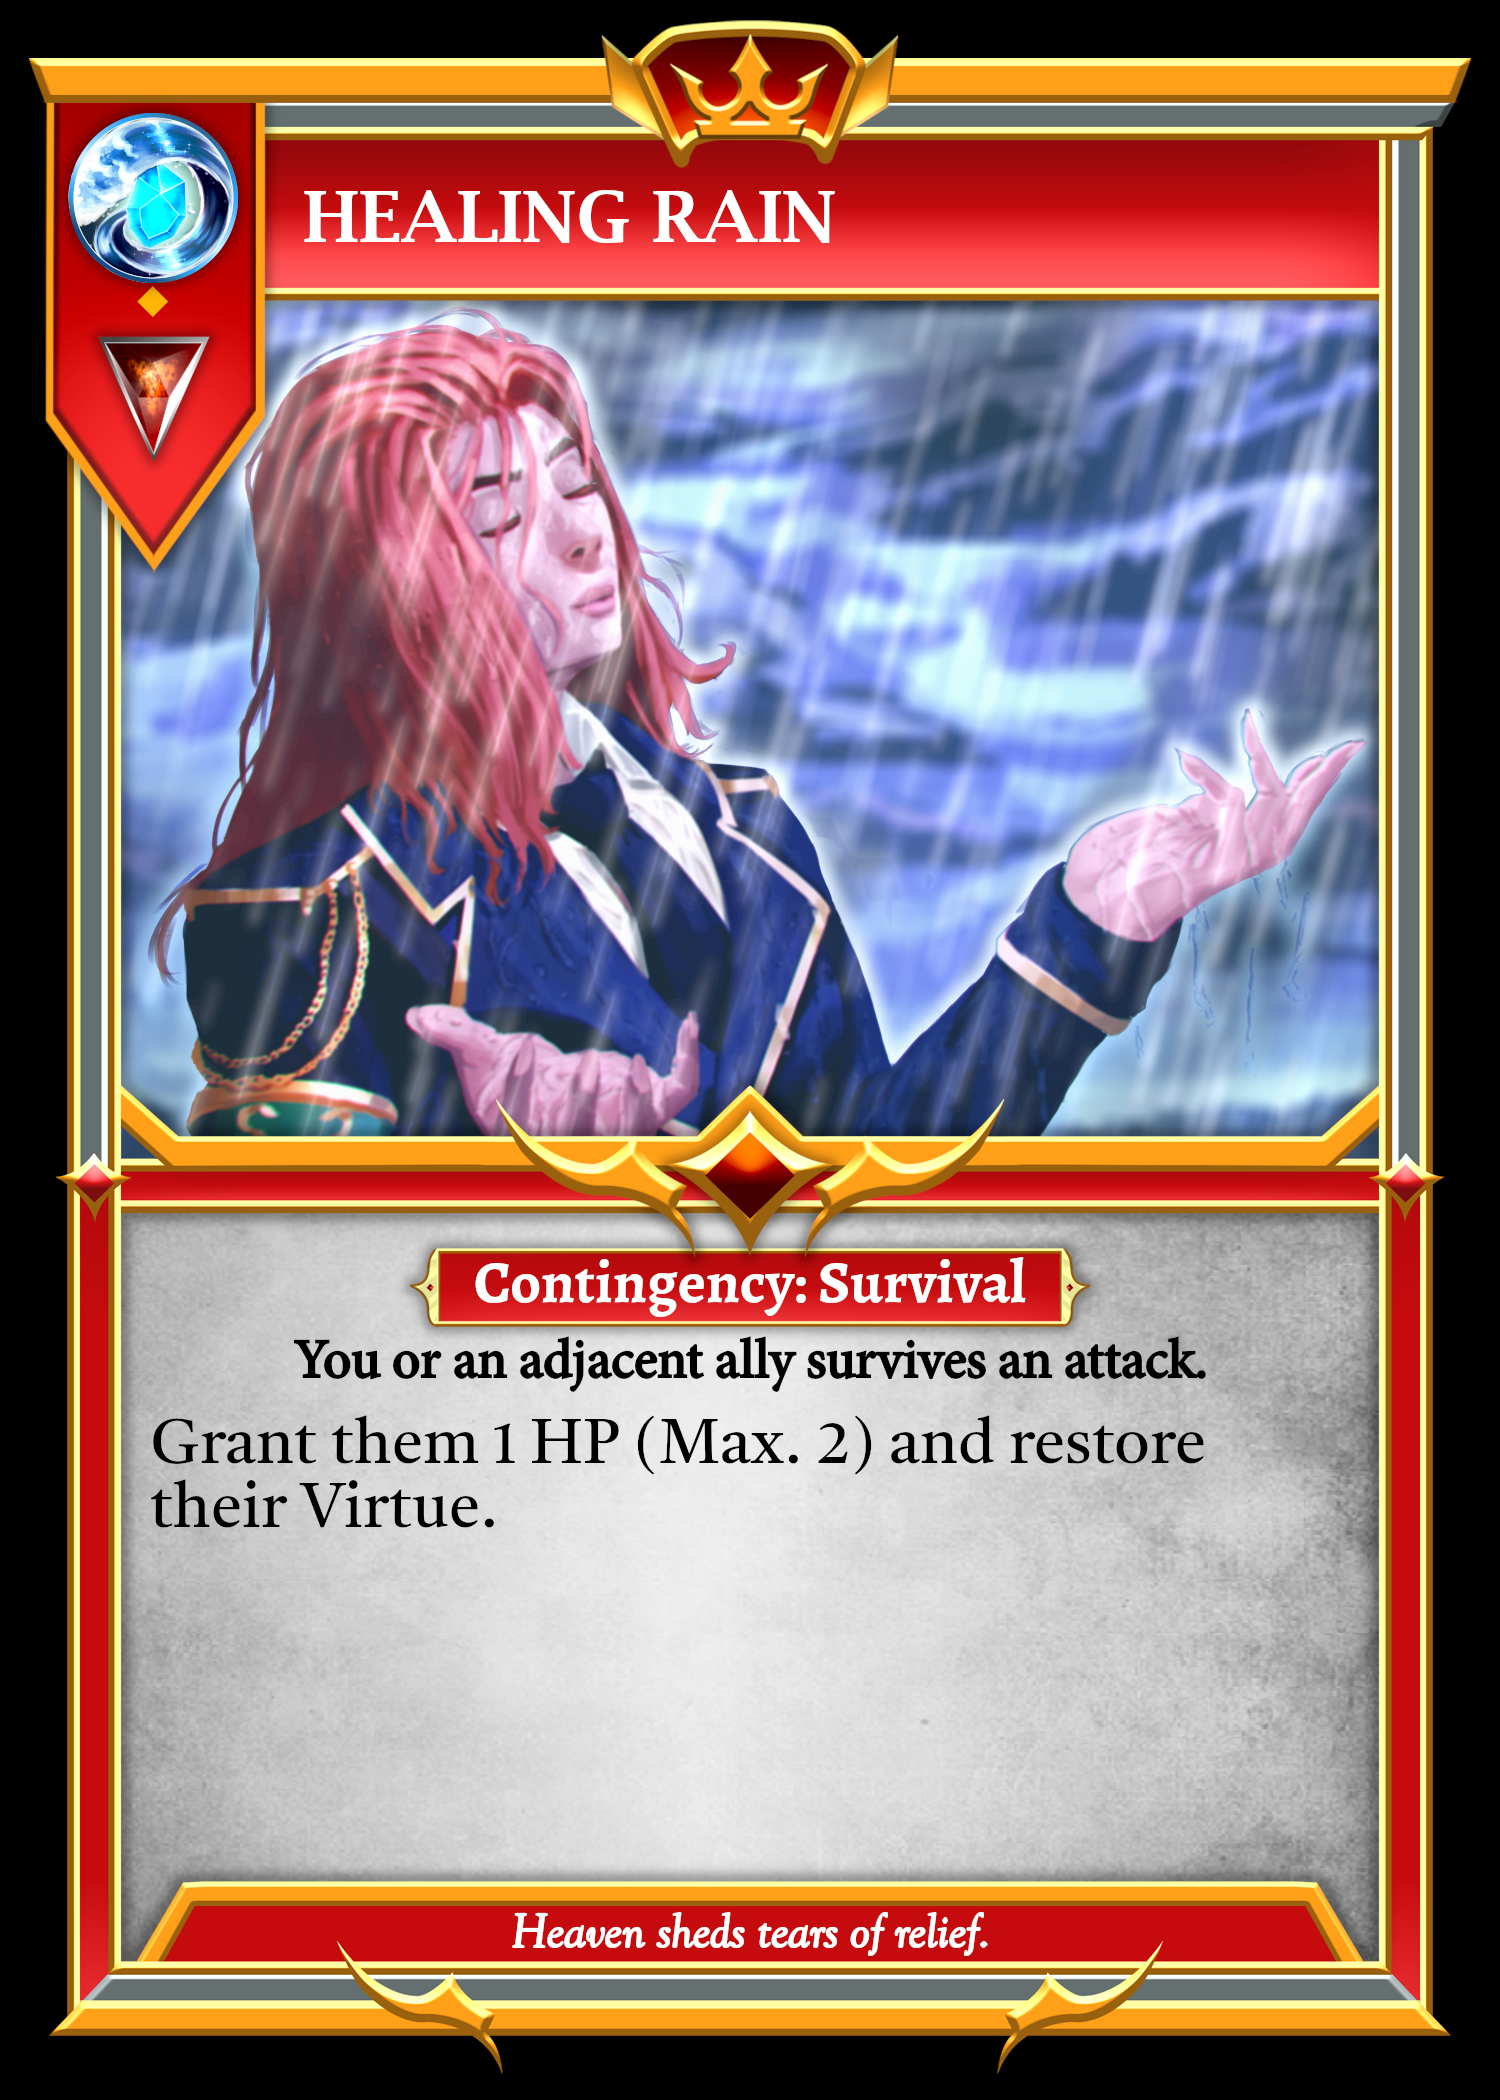 HEALING RAIN
Contingency: Survival
You or an adjacent ally survives an attack.
Grant them 1 HP (Max. 2) and restore
their Virtue.
Heaven sheds tears of relief.